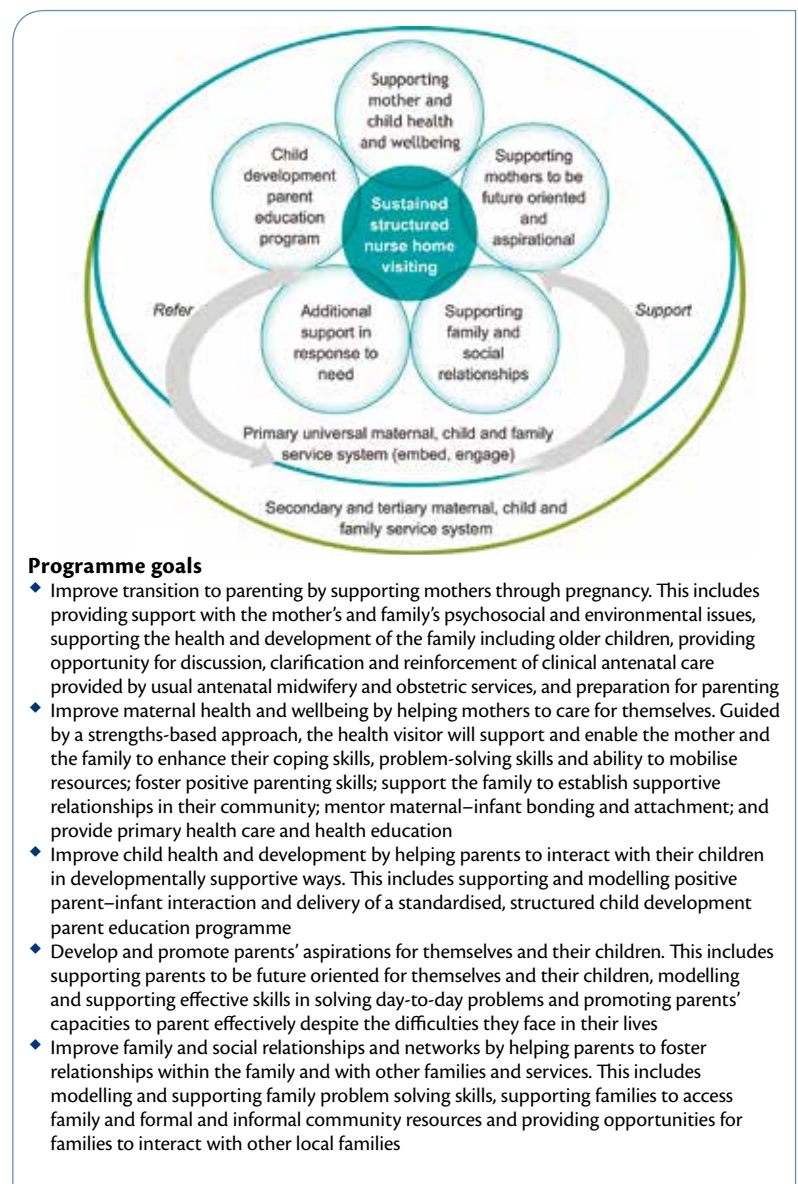 Supporting
mother and
child health
and wellbeing
Child
development
parent
education
program
Supporting
mothers to be
future oriented
and
aspirational
Sustained
structured
nurse home
visiting
Refer
Support
Additional
support in
response to
need
Supporting
family and
social
relationships
Primary universal maternal, child and family
service system (embed, engage)
Secondary and tertiary maternal, child and
family service system
Programme goals
◆ Improve transition to parenting by supporting mothers through pregnancy. This includes
providing support with the mother's and family's psychosocial and environmental issues,
supporting the health and development of the family including older children, providing
opportunity for discussion, clarification and reinforcement of clinical antenatal care
provided by usual antenatal midwifery and obstetric services, and preparation for parenting
◆ Improve maternal health and wellbeing by helping mothers to care for themselves. Guided
by a strengths-based approach, the health visitor will support and enable the mother and
the family to enhance their coping skills, problem-solving skills and ability to mobilise
resources; foster positive parenting skills; support the family to establish supportive
relationships in their community; mentor maternal–infant bonding and attachment; and
provide primary health care and health education
◆ Improve child health and development by helping parents to interact with their children
in developmentally supportive ways. This includes supporting and modelling positive
parent–infant interaction and delivery of a standardised, structured child development
parent education programme
◆ Develop and promote parents' aspirations for themselves and their children. This includes
supporting parents to be future oriented for themselves and their children, modelling
and supporting effective skills in solving day-to-day problems and promoting parents'
capacities to parent effectively despite the difficulties they face in their lives
◆ Improve family and social relationships and networks by helping parents to foster
relationships within the family and with other families and services. This includes
modelling and supporting family problem solving skills, supporting families to access
family and formal and informal community resources and providing opportunities for
families to interact with other local families